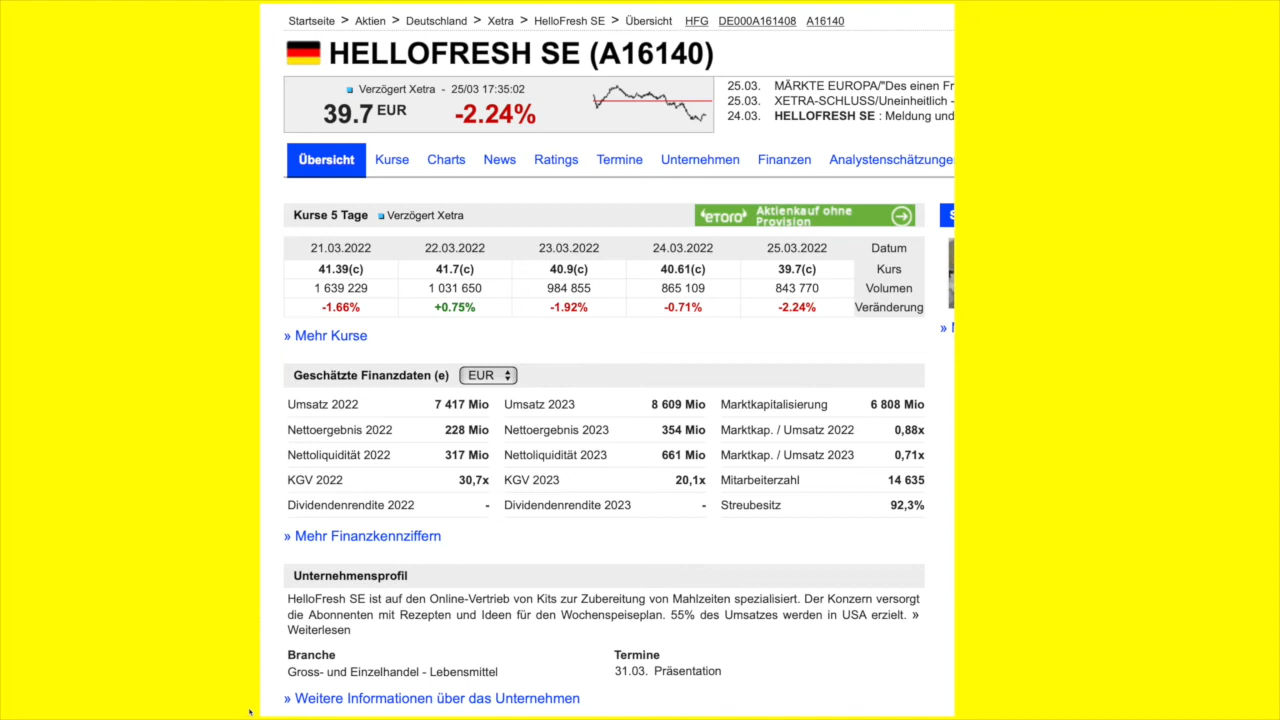 Startseite > Aktien > Deutschland > Xetra > HelloFresh SE > Übersicht HFG DE000A161408 A16140
HELLOFRESH SE (A16140)
Verzögert Xetra - 25/03 17:35:02
39.7 EUR -2.24%
25.03. MÄRKTE EUROPA/"Des einen Fr
25.03. XETRA-SCHLUSS/Uneinheitlich -
24.03. HELLOFRESH SE : Meldung und
Übersicht Kurse Charts News Ratings Termine Unternehmen Finanzen Analystenschätzunge
Kurse 5 Tage Verzögert Xetra
eToro Aktienkauf ohne
Provision
S
21.03.2022 22.03.2022 23.03.2022 24.03.2022 25.03.2022 Datum
41.39(c) 41.7(c) 40.9(c) 40.61(c) 39.7(c) Kurs
1 639 229 1 031 650 984 855 865 109 843 770 Volumen
-1.66% +0.75% -1.92% -0.71% -2.24% Veränderung
» Mehr Kurse
Geschätzte Finanzdaten (e) EUR
Umsatz 2022 7 417 Mio Umsatz 2023 8 609 Mio Marktkapitalisierung 6 808 Mio
Nettoergebnis 2022 228 Mio Nettoergebnis 2023 354 Mio Marktkap. / Umsatz 2022 0,88x
Nettoliquidität 2022 317 Mio Nettoliquidität 2023 661 Mio Marktkap. / Umsatz 2023 0,71x
KGV 2022 30,7x KGV 2023 20,1x Mitarbeiterzahl 14 635
Dividendenrendite 2022 - Dividendenrendite 2023 - Streubesitz 92,3%
» Mehr Finanzkennziffern
Unternehmensprofil
HelloFresh SE ist auf den Online-Vertrieb von Kits zur Zubereitung von Mahlzeiten spezialisiert. Der Konzern versorgt
die Abonnenten mit Rezepten und Ideen für den Wochenspeiseplan. 55% des Umsatzes werden in USA erzielt. »
Weiterlesen
Branche Termine
Gross- und Einzelhandel - Lebensmittel 31.03. Präsentation
» Weitere Informationen über das Unternehmen